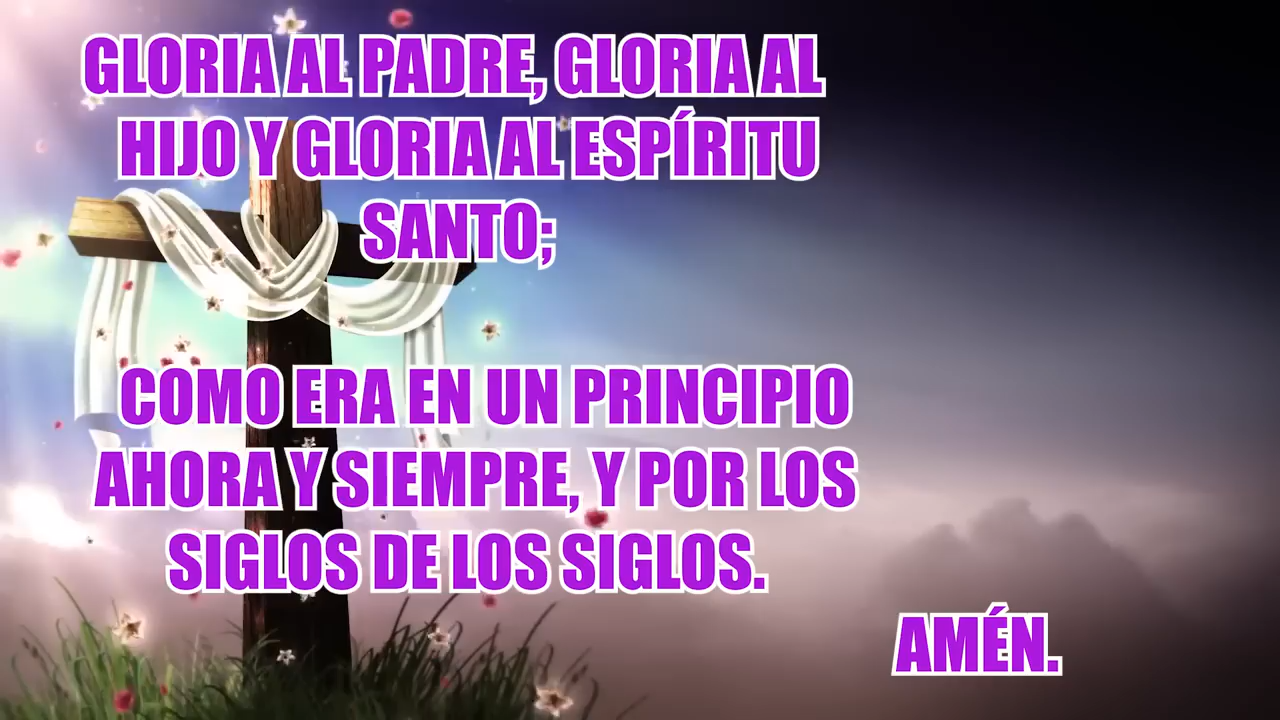 GLORIA AL PADRE, GLORIA AL
HIJO Y GLORIA AL ESPÍRITU
SANTO;
COMO ERA EN UN PRINCIPIO
AHORA Y SIEMPRE, Y POR LOS
SIGLOS DE LOS SIGLOS.
AMÉN.